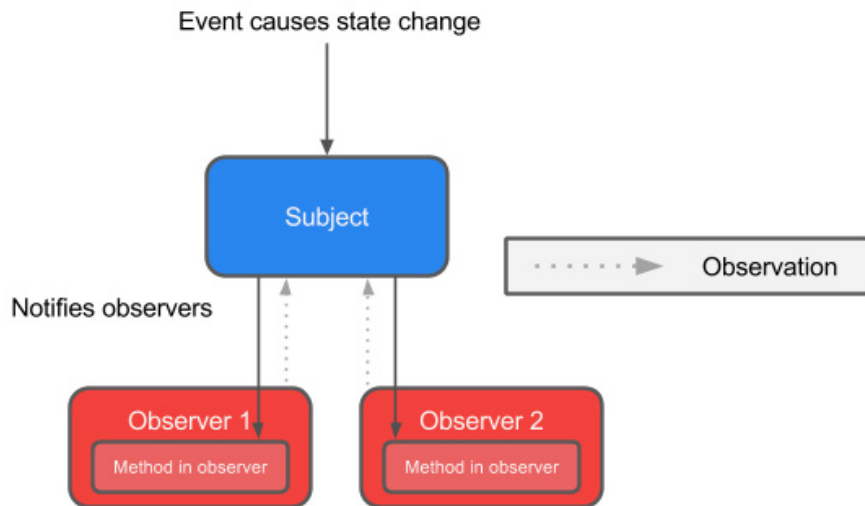 Event causes state change
Subject
Observation
Notifies observers
Observer 1
Observer 2
Method in observer
Method in observer